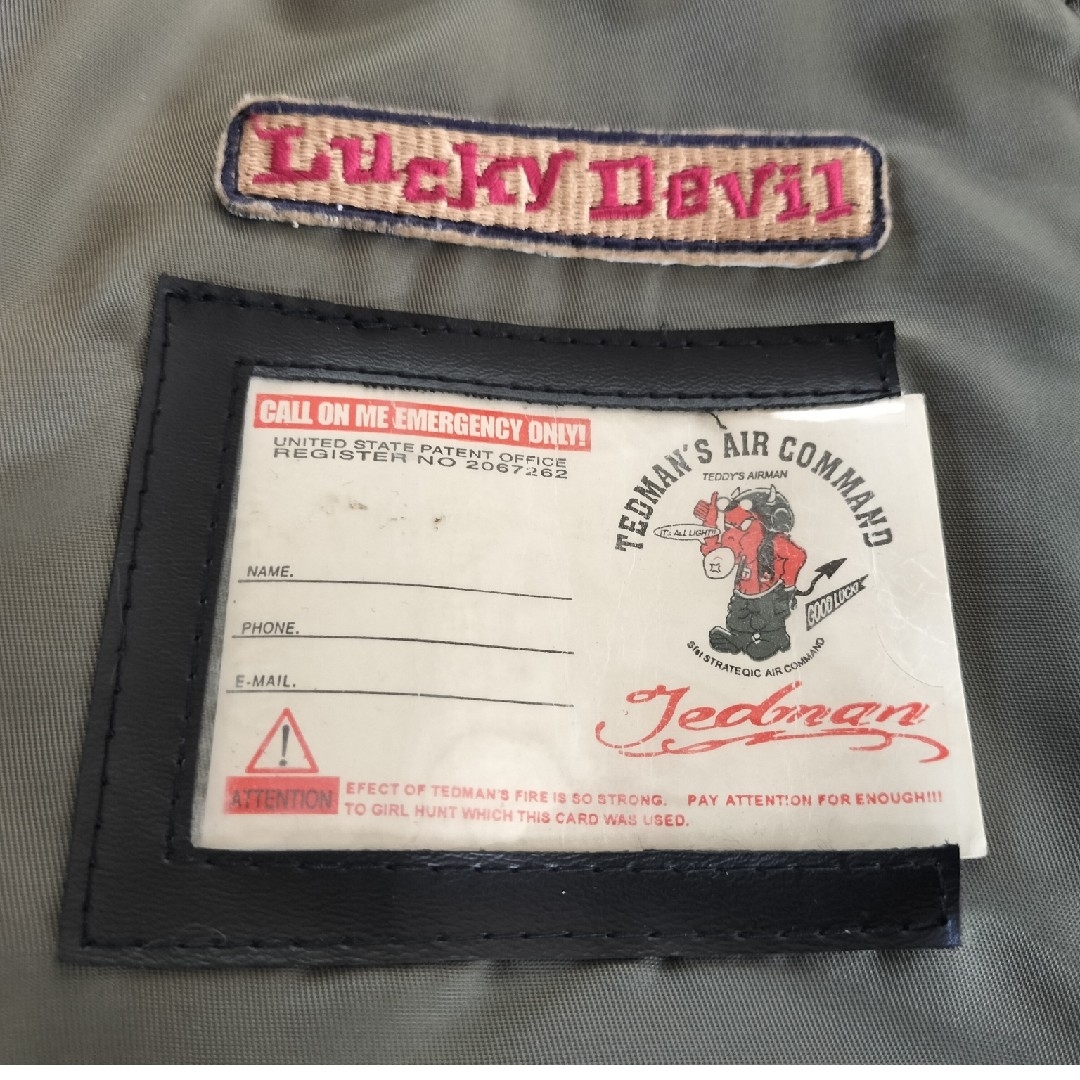 Lucky Devil
CALL ON ME EMERGENCY ONLY!
UNITED STATE PATENT OFFICE
REGISTER NO 2067262
NAME.
PHONE.
E-MAIL.
TEDMAN'S AIR COMMAND
TEDDY'S AIRMAN
IT'S ALL LIGHT!!
GOOD LUCK!
STRATEQIC AIR COMMAND
Tedman
ATTENTION
EFECT OF TEDMAN'S FIRE IS SO STRONG. PAY ATTENTION FOR ENOUGH!!!
TO GIRL HUNT WHICH THIS CARD WAS USED.